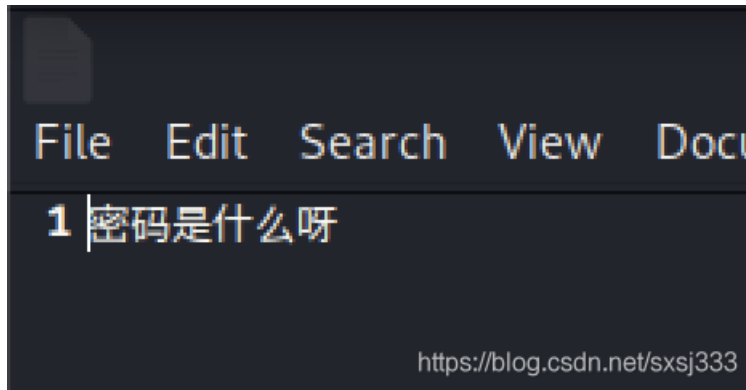 File Edit Search View Docu
1 密码是什么呀
https://blog.csdn.net/sxsj333